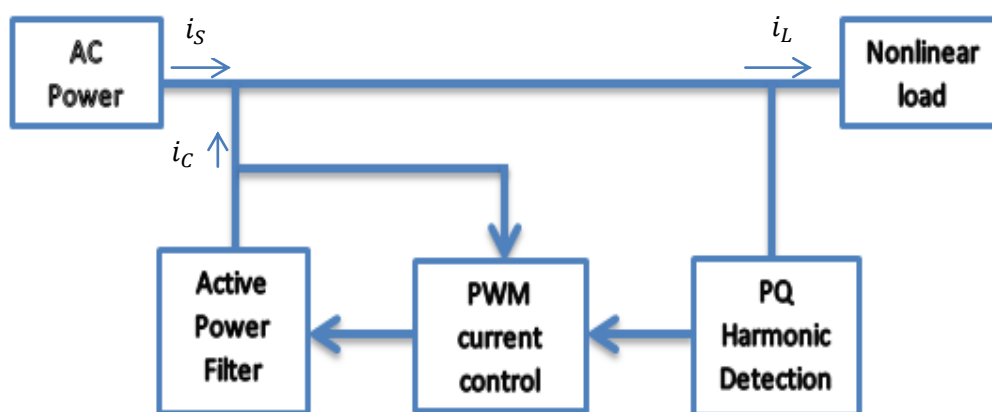 AC
Power
i_S
i_L
Nonlinear
load
i_C
Active
Power
Filter
PWM
current
control
PQ
Harmonic
Detection